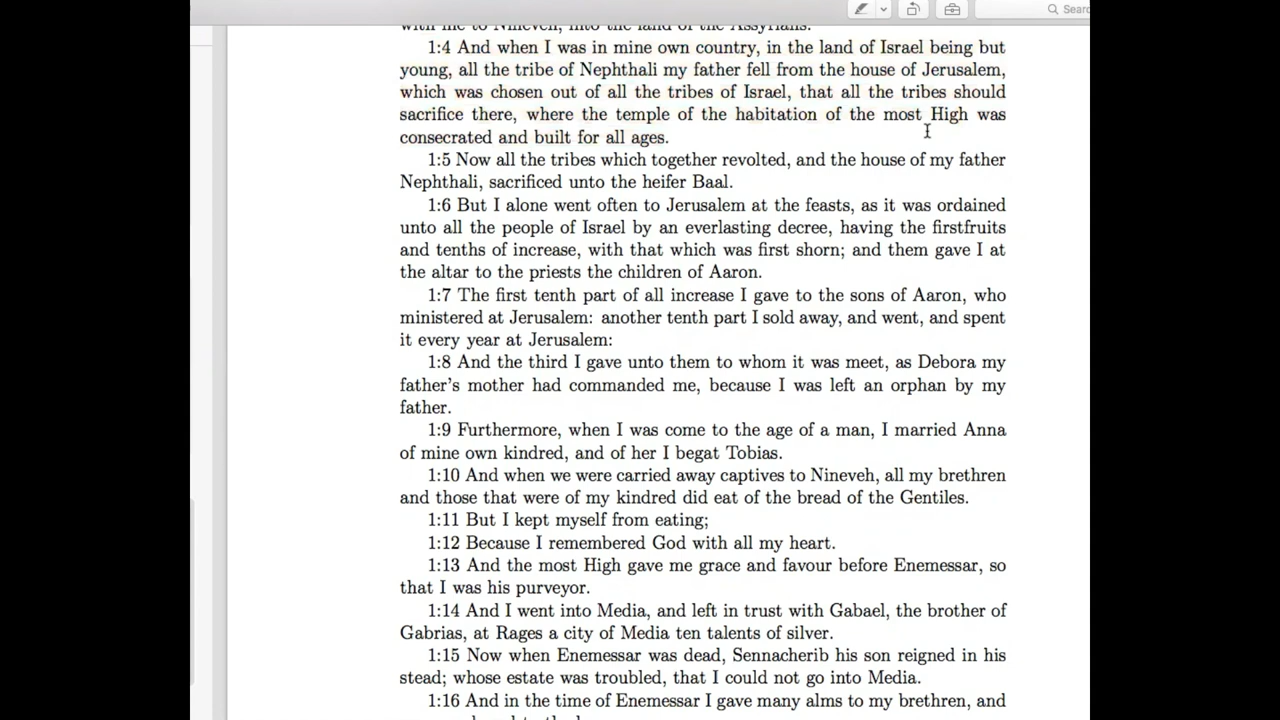 Sear
with me to Nineveh, into the land of the Assyrians.
1:4 And when I was in mine own country, in the land of Israel being but
young, all the tribe of Nephthali my father fell from the house of Jerusalem,
which was chosen out of all the tribes of Israel, that all the tribes should
sacrifice there, where the temple of the habitation of the most High was
consecrated and built for all ages.
1:5 Now all the tribes which together revolted, and the house of my father
Nephthali, sacrificed unto the heifer Baal.
1:6 But I alone went often to Jerusalem at the feasts, as it was ordained
unto all the people of Israel by an everlasting decree, having the firstfruits
and tenths of increase, with that which was first shorn; and them gave I at
the altar to the priests the children of Aaron.
1:7 The first tenth part of all increase I gave to the sons of Aaron, who
ministered at Jerusalem: another tenth part I sold away, and went, and spent
it every year at Jerusalem:
1:8 And the third I gave unto them to whom it was meet, as Debora my
father's mother had commanded me, because I was left an orphan by my
father.
1:9 Furthermore, when I was come to the age of a man, I married Anna
of mine own kindred, and of her I begat Tobias.
1:10 And when we were carried away captives to Nineveh, all my brethren
and those that were of my kindred did eat of the bread of the Gentiles.
1:11 But I kept myself from eating;
1:12 Because I remembered God with all my heart.
1:13 And the most High gave me grace and favour before Enemessar, so
that I was his purveyor.
1:14 And I went into Media, and left in trust with Gabael, the brother of
Gabrias, at Rages a city of Media ten talents of silver.
1:15 Now when Enemessar was dead, Sennacherib his son reigned in his
stead; whose estate was troubled, that I could not go into Media.
1:16 And in the time of Enemessar I gave many alms to my brethren, and